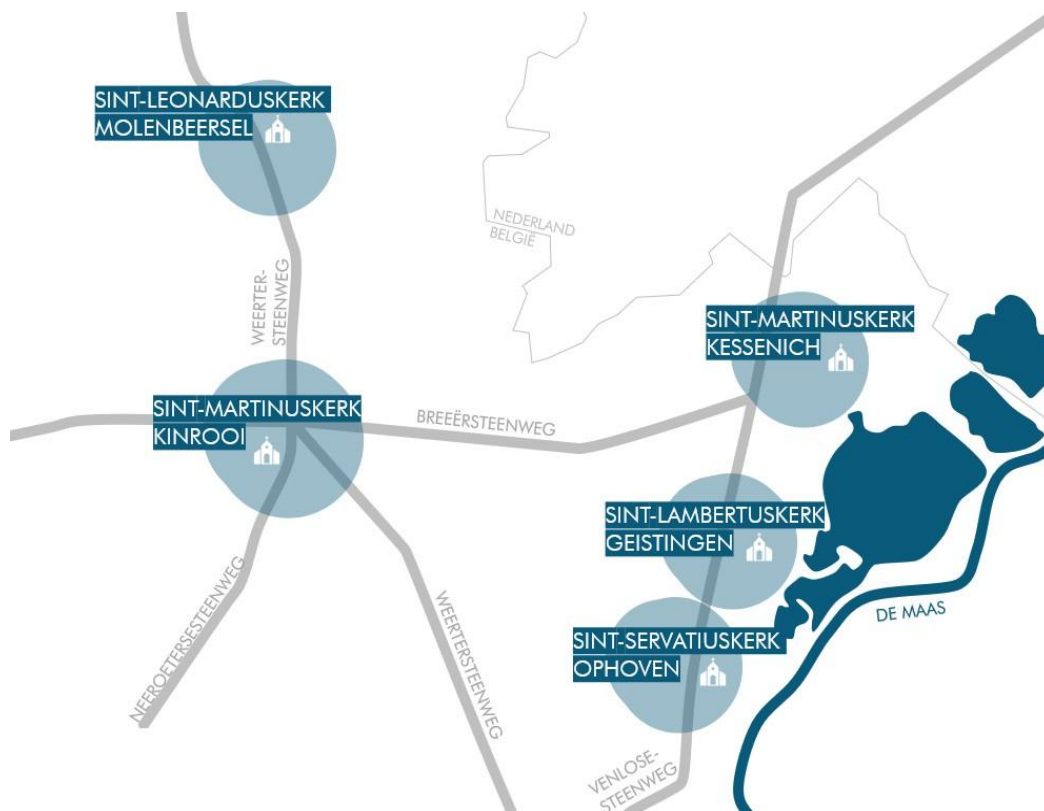 SINT-LEONARDUSKERK
MOLENBEERSEL
NEDERLAND
BELGIË
WEERTER-
STEENWEG
SINT-MARTINUSKERK
KESSENICH
SINT-MARTINUSKERK
KINROOI
BREEËRSTEENWEG
SINT-LAMBERTUSKERK
GEISTINGEN
NEEROETERSESTEENWEG
WEERTERSTEENWEG
DE MAAS
SINT-SERVATIUSKERK
OPHOVEN
VENLOSE-
STEENWEG